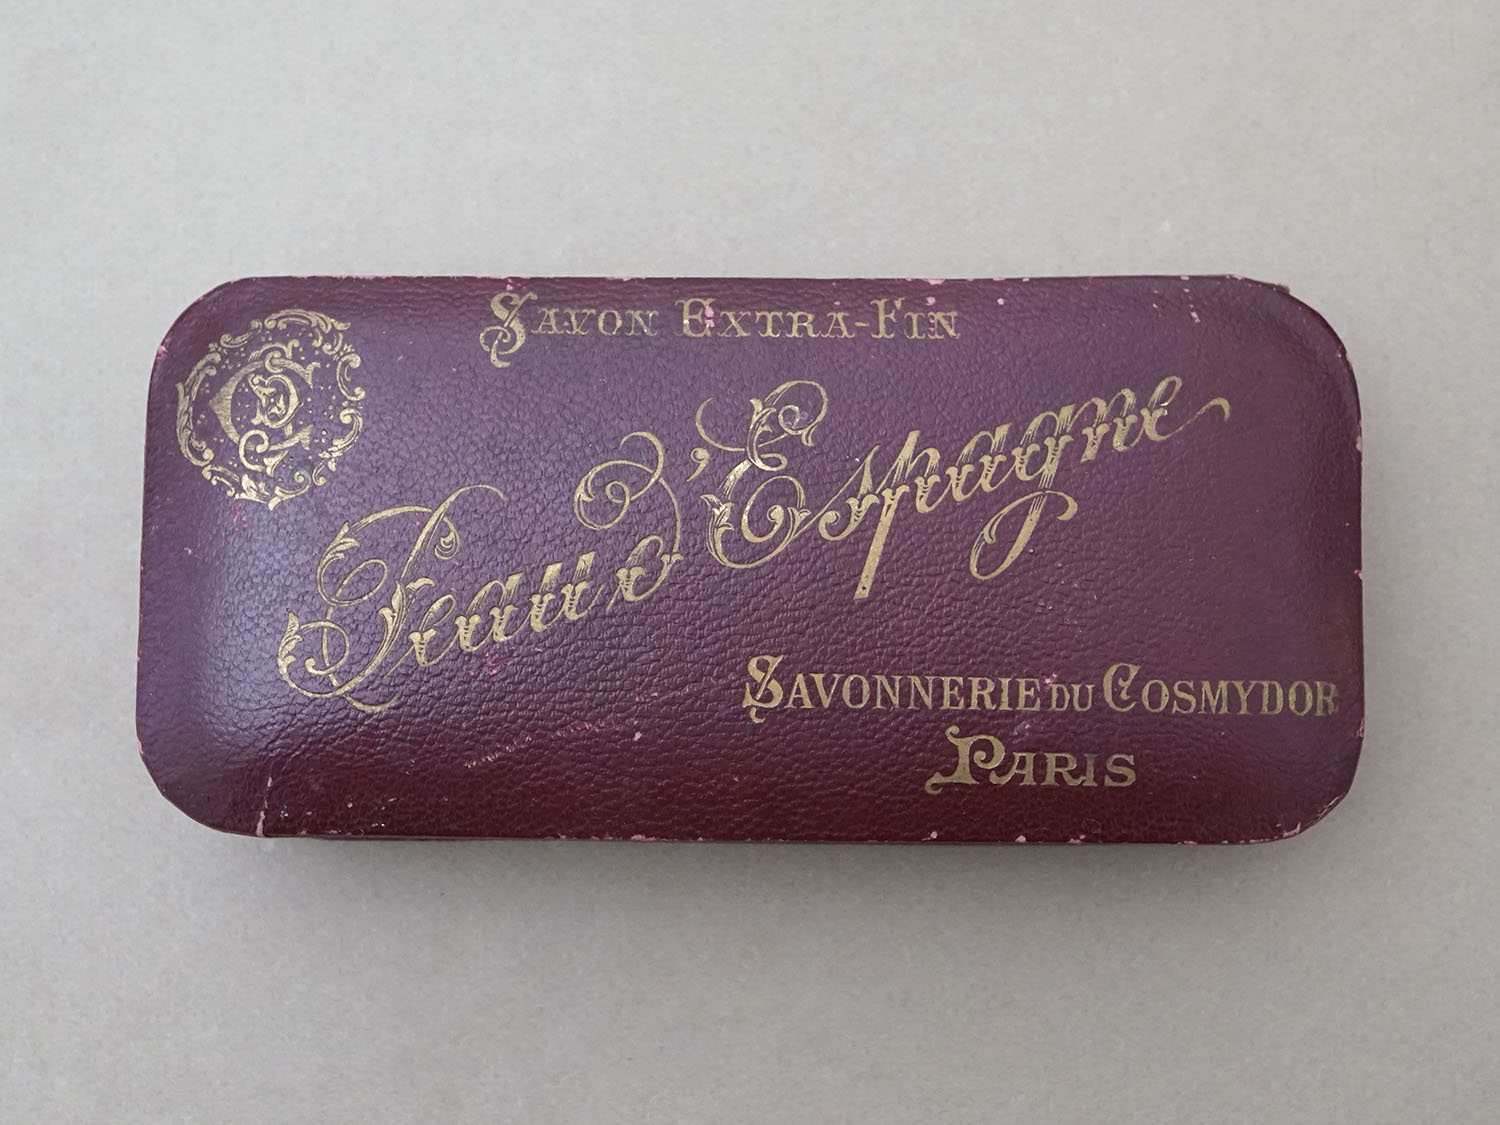 Savon Extra-Fin
Peau d'Espagne
Savonnerie du Cosmydor
Paris